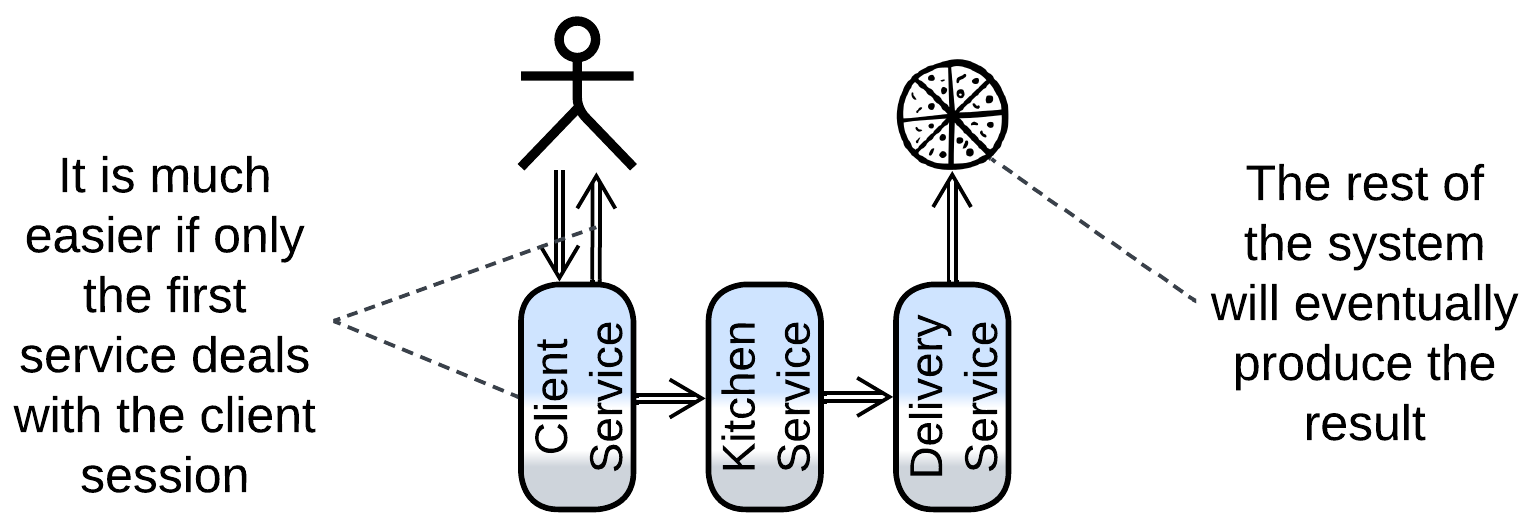 It is much
easier if only
the first
service deals
with the client
session
Client
Service
Kitchen
Service
Delivery
Service
The rest of
the system
will eventually
produce the
result